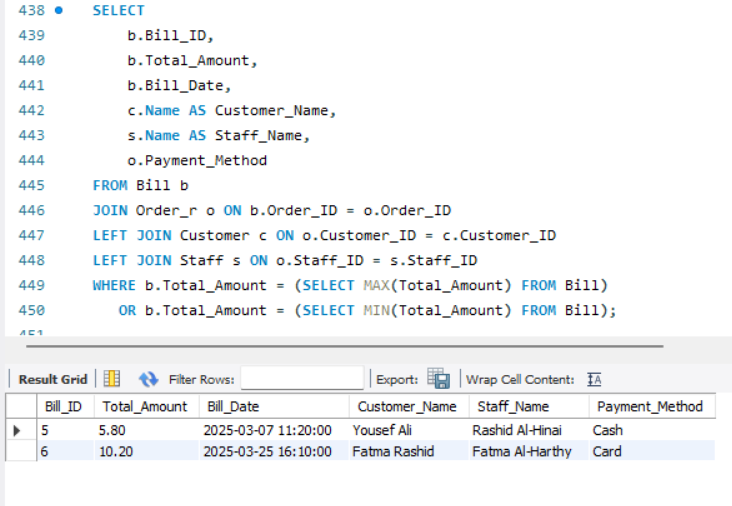 438 SELECT
439 b.Bill_ID,
440 b.Total_Amount,
441 b.Bill_Date,
442 c.Name AS Customer_Name,
443 s.Name AS Staff_Name,
444 o.Payment_Method
445 FROM Bill b
446 JOIN Order_r o ON b.Order_ID = o.Order_ID
447 LEFT JOIN Customer c ON o.Customer_ID = c.Customer_ID
448 LEFT JOIN Staff s ON o.Staff_ID = s.Staff_ID
449 WHERE b.Total_Amount = (SELECT MAX(Total_Amount) FROM Bill)
450 OR b.Total_Amount = (SELECT MIN(Total_Amount) FROM Bill);
451
Result Grid Filter Rows: Export: Wrap Cell Content: IA
Bill_ID Total_Amount Bill_Date Customer_Name Staff_Name Payment_Method
5 5.80 2025-03-07 11:20:00 Yousef Ali Rashid Al-Hinai Cash
6 10.20 2025-03-25 16:10:00 Fatma Rashid Fatma Al-Harthy Card